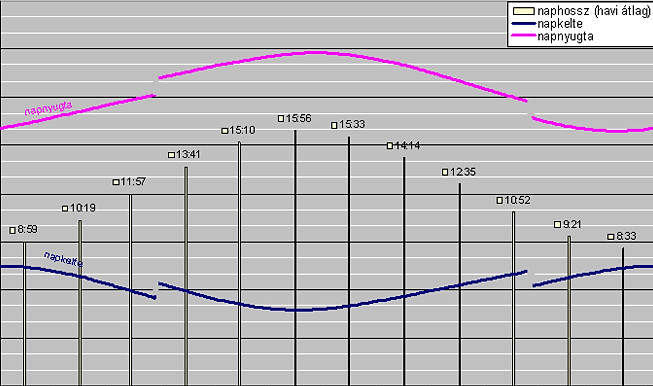 naphossz (havi átlag)
napkelte
napnyugta
napnyugta
15:56
15:33
15:10
14:14
13:41
12:35
11:57
10:52
10:19
9:21
8:59
8:33
napkelte